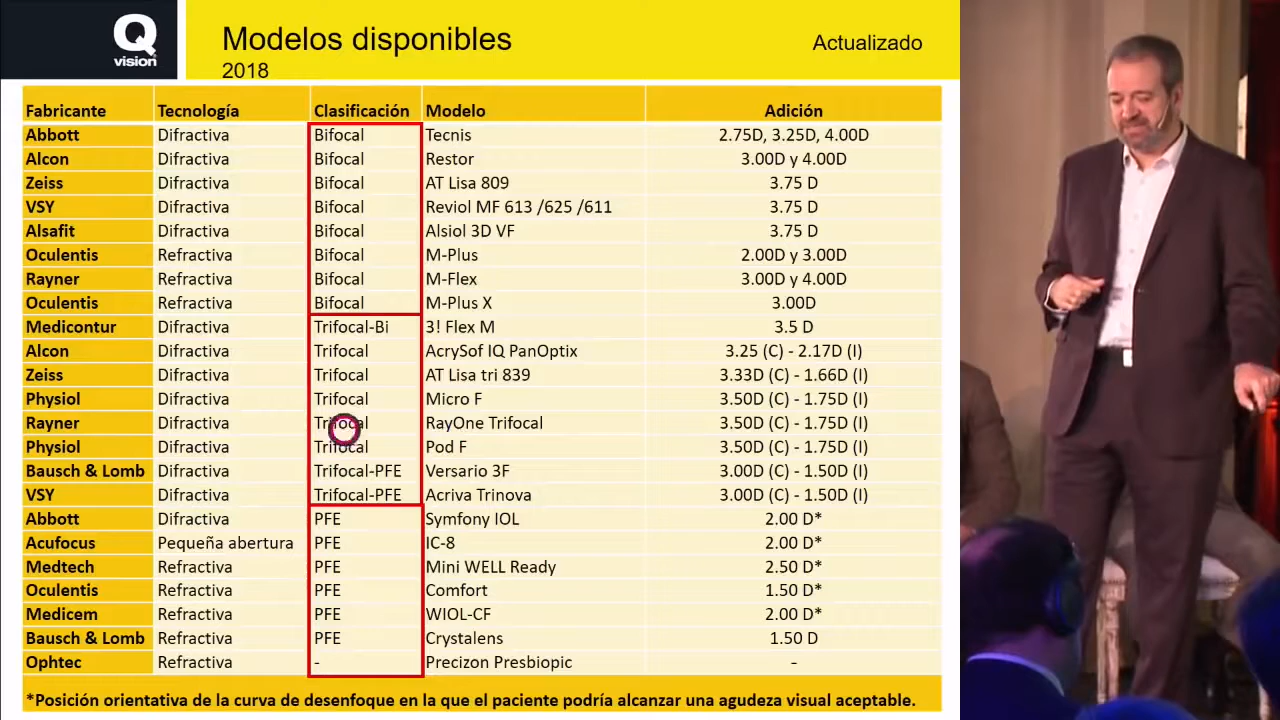 Q
vision
Modelos disponibles
Actualizado
2018
Fabricante Tecnología Clasificación Modelo Adición
Abbott Difractiva Bifocal Tecnis 2.75D, 3.25D, 4.00D
Alcon Difractiva Bifocal Restor 3.00D y 4.00D
Zeiss Difractiva Bifocal AT Lisa 809 3.75 D
VSY Difractiva Bifocal Reviol MF 613 /625 /611 3.75 D
Alsafit Difractiva Bifocal Alsiol 3D VF 3.75 D
Oculentis Refractiva Bifocal M-Plus 2.00D y 3.00D
Rayner Refractiva Bifocal M-Flex 3.00D y 4.00D
Oculentis Refractiva Bifocal M-Plus X 3.00D
Medicontur Difractiva Trifocal-Bi 3! Flex M 3.5 D
Alcon Difractiva Trifocal AcrySof IQ PanOptix 3.25 (C) - 2.17D (I)
Zeiss Difractiva Trifocal AT Lisa tri 839 3.33D (C) - 1.66D (I)
Physiol Difractiva Trifocal Micro F 3.50D (C) - 1.75D (I)
Rayner Difractiva Trifocal RayOne Trifocal 3.50D (C) - 1.75D (I)
Physiol Difractiva Trifocal Pod F 3.50D (C) - 1.75D (I)
Bausch & Lomb Difractiva Trifocal-PFE Versario 3F 3.00D (C) - 1.50D (I)
VSY Difractiva Trifocal-PFE Acriva Trinova 3.00D (C) - 1.50D (I)
Abbott Difractiva PFE Symfony IOL 2.00 D*
Acufocus Pequeña abertura PFE IC-8 2.00 D*
Medtech Refractiva PFE Mini WELL Ready 2.50 D*
Oculentis Refractiva PFE Comfort 1.50 D*
Medicem Refractiva PFE WIOL-CF 2.00 D*
Bausch & Lomb Refractiva PFE Crystalens 1.50 D
Ophtec Refractiva - Precizon Presbiopic -
*Posición orientativa de la curva de desenfoque en la que el paciente podría alcanzar una agudeza visual aceptable.